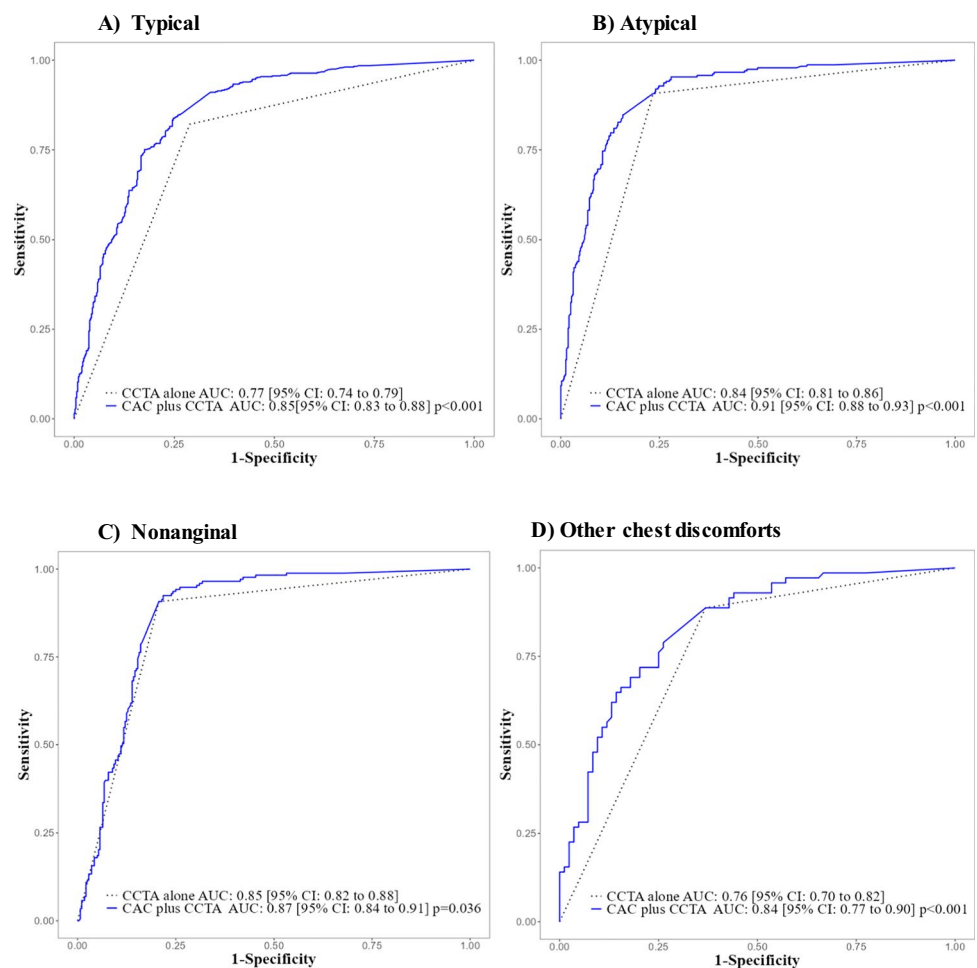 A) Typical
1.00
0.75
0.50
0.25
0.00
Sensitivity
CCTA alone AUC: 0.77 [95% CI: 0.74 to 0.79]
CAC plus CCTA AUC: 0.85[95% CI: 0.83 to 0.88] p<0.001
0.00 0.25 0.50 0.75 1.00
1-Specificity
B) Atypical
1.00
0.75
0.50
0.25
0.00
Sensitivity
CCTA alone AUC: 0.84 [95% CI: 0.81 to 0.86]
CAC plus CCTA AUC: 0.91 [95% CI: 0.88 to 0.93] p<0.001
0.00 0.25 0.50 0.75 1.00
1-Specificity
C) Nonanginal
1.00
0.75
0.50
0.25
0.00
Sensitivity
CCTA alone AUC: 0.85 [95% CI: 0.82 to 0.88]
CAC plus CCTA AUC: 0.87 [95% CI: 0.84 to 0.91] p=0.036
0.00 0.25 0.50 0.75 1.00
1-Specificity
D) Other chest discomforts
1.00
0.75
0.50
0.25
0.00
Sensitivity
CCTA alone AUC: 0.76 [95% CI: 0.70 to 0.82]
CAC plus CCTA AUC: 0.84 [95% CI: 0.77 to 0.90] p<0.001
0.00 0.25 0.50 0.75 1.00
1-Specificity